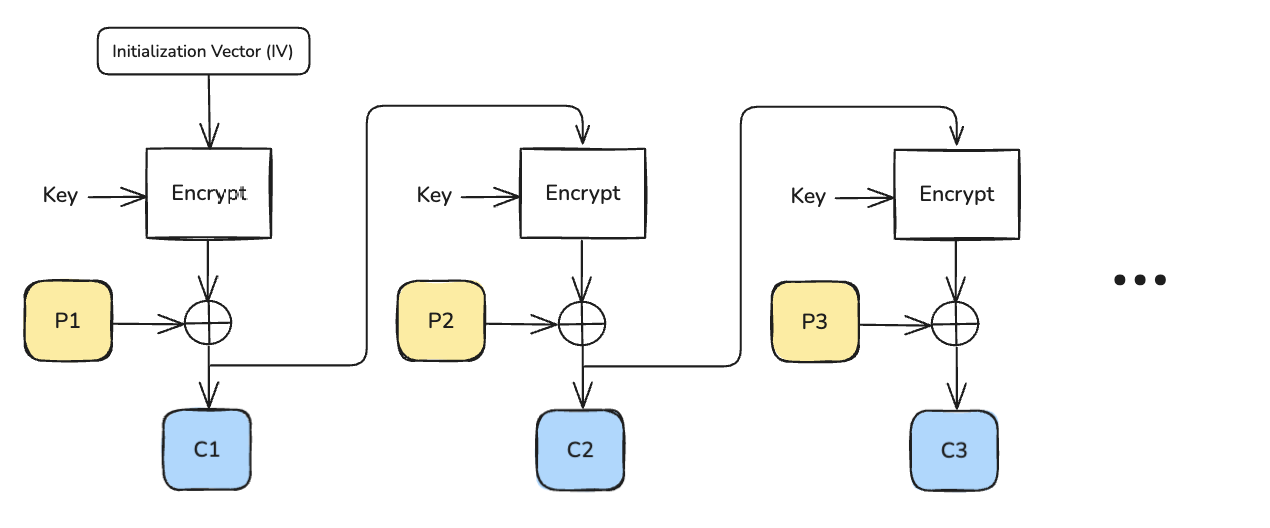 Initialization Vector (IV)
Key
Encrypt
Key
Encrypt
Key
Encrypt
P1
P2
P3
C1
C2
C3